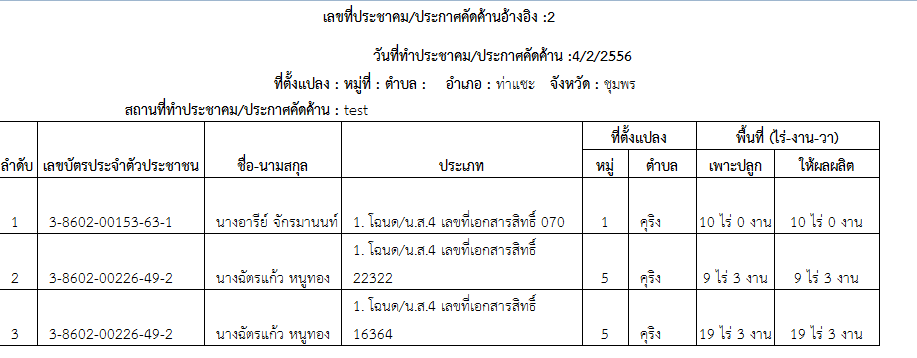 เลขที่ประชาคม/ประกาศคัดค้านอ้างอิง :2
วันที่ทำประชาคม/ประกาศคัดค้าน :4/2/2556
ที่ตั้งแปลง : หมู่ที่ : ตำบล : อำเภอ : ท่าแซะ จังหวัด : ชุมพร
สถานที่ทำประชาคม/ประกาศคัดค้าน : test
ที่ตั้งแปลง พื้นที่ (ไร่-งาน-วา)
ลำดับ เลขบัตรประจำตัวประชาชน ชื่อ-นามสกุล ประเภท หมู่ ตำบล เพาะปลูก ให้ผลผลิต
1 3-8602-00153-63-1 นางอารีย์ จักรมานนท์ 1. โฉนด/น.ส.4 เลขที่เอกสารสิทธิ์ 070 1 คุริง 10 ไร่ 0 งาน 10 ไร่ 0 งาน
1. โฉนด/น.ส.4 เลขที่เอกสารสิทธิ์
2 3-8602-00226-49-2 นางฉัตรแก้ว หนูทอง 22322 5 คุริง 9 ไร่ 3 งาน 9 ไร่ 3 งาน
1. โฉนด/น.ส.4 เลขที่เอกสารสิทธิ์
3 3-8602-00226-49-2 นางฉัตรแก้ว หนูทอง 16364 5 คุริง 19 ไร่ 3 งาน 19 ไร่ 3 งาน